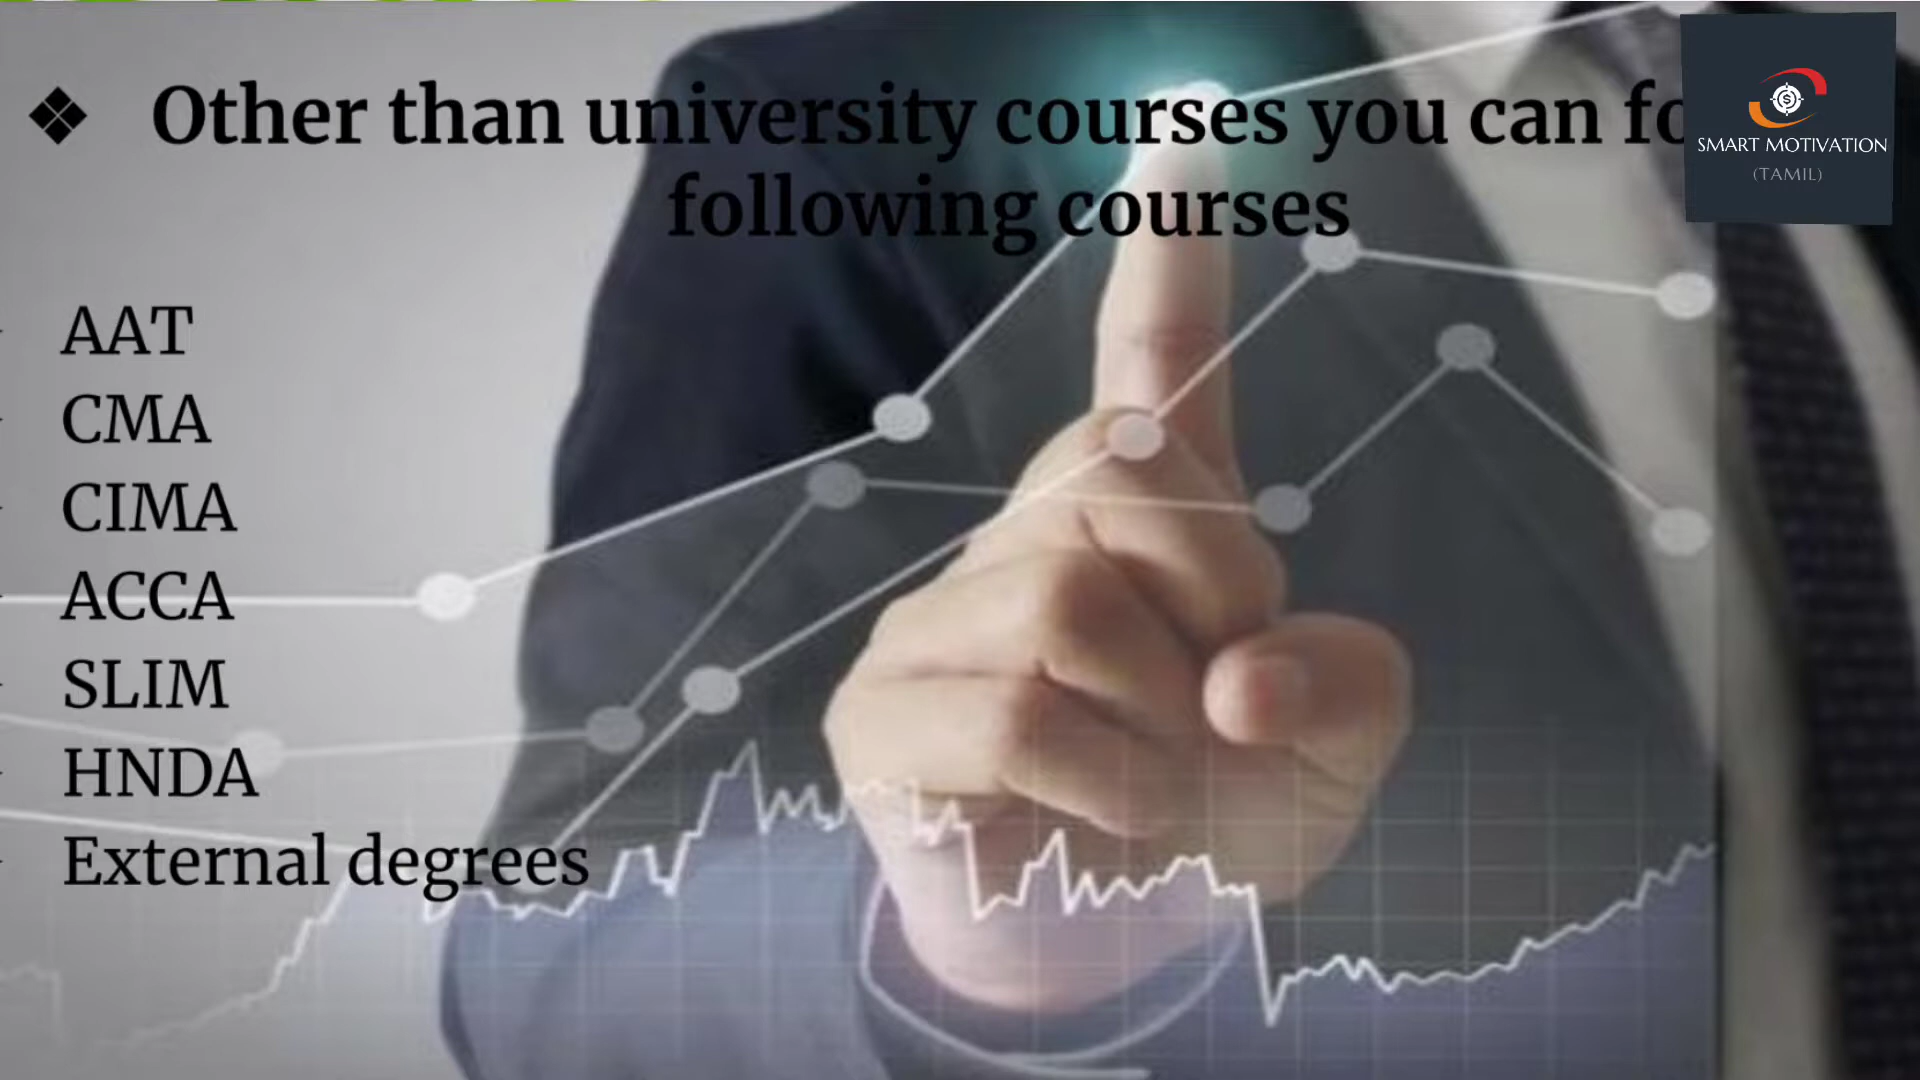 ❖ Other than university courses you can
following courses
SMART MOTIVATION
(TAMIL)
AAT
CMA
CIMA
ACCA
SLIM
HNDA
External degrees